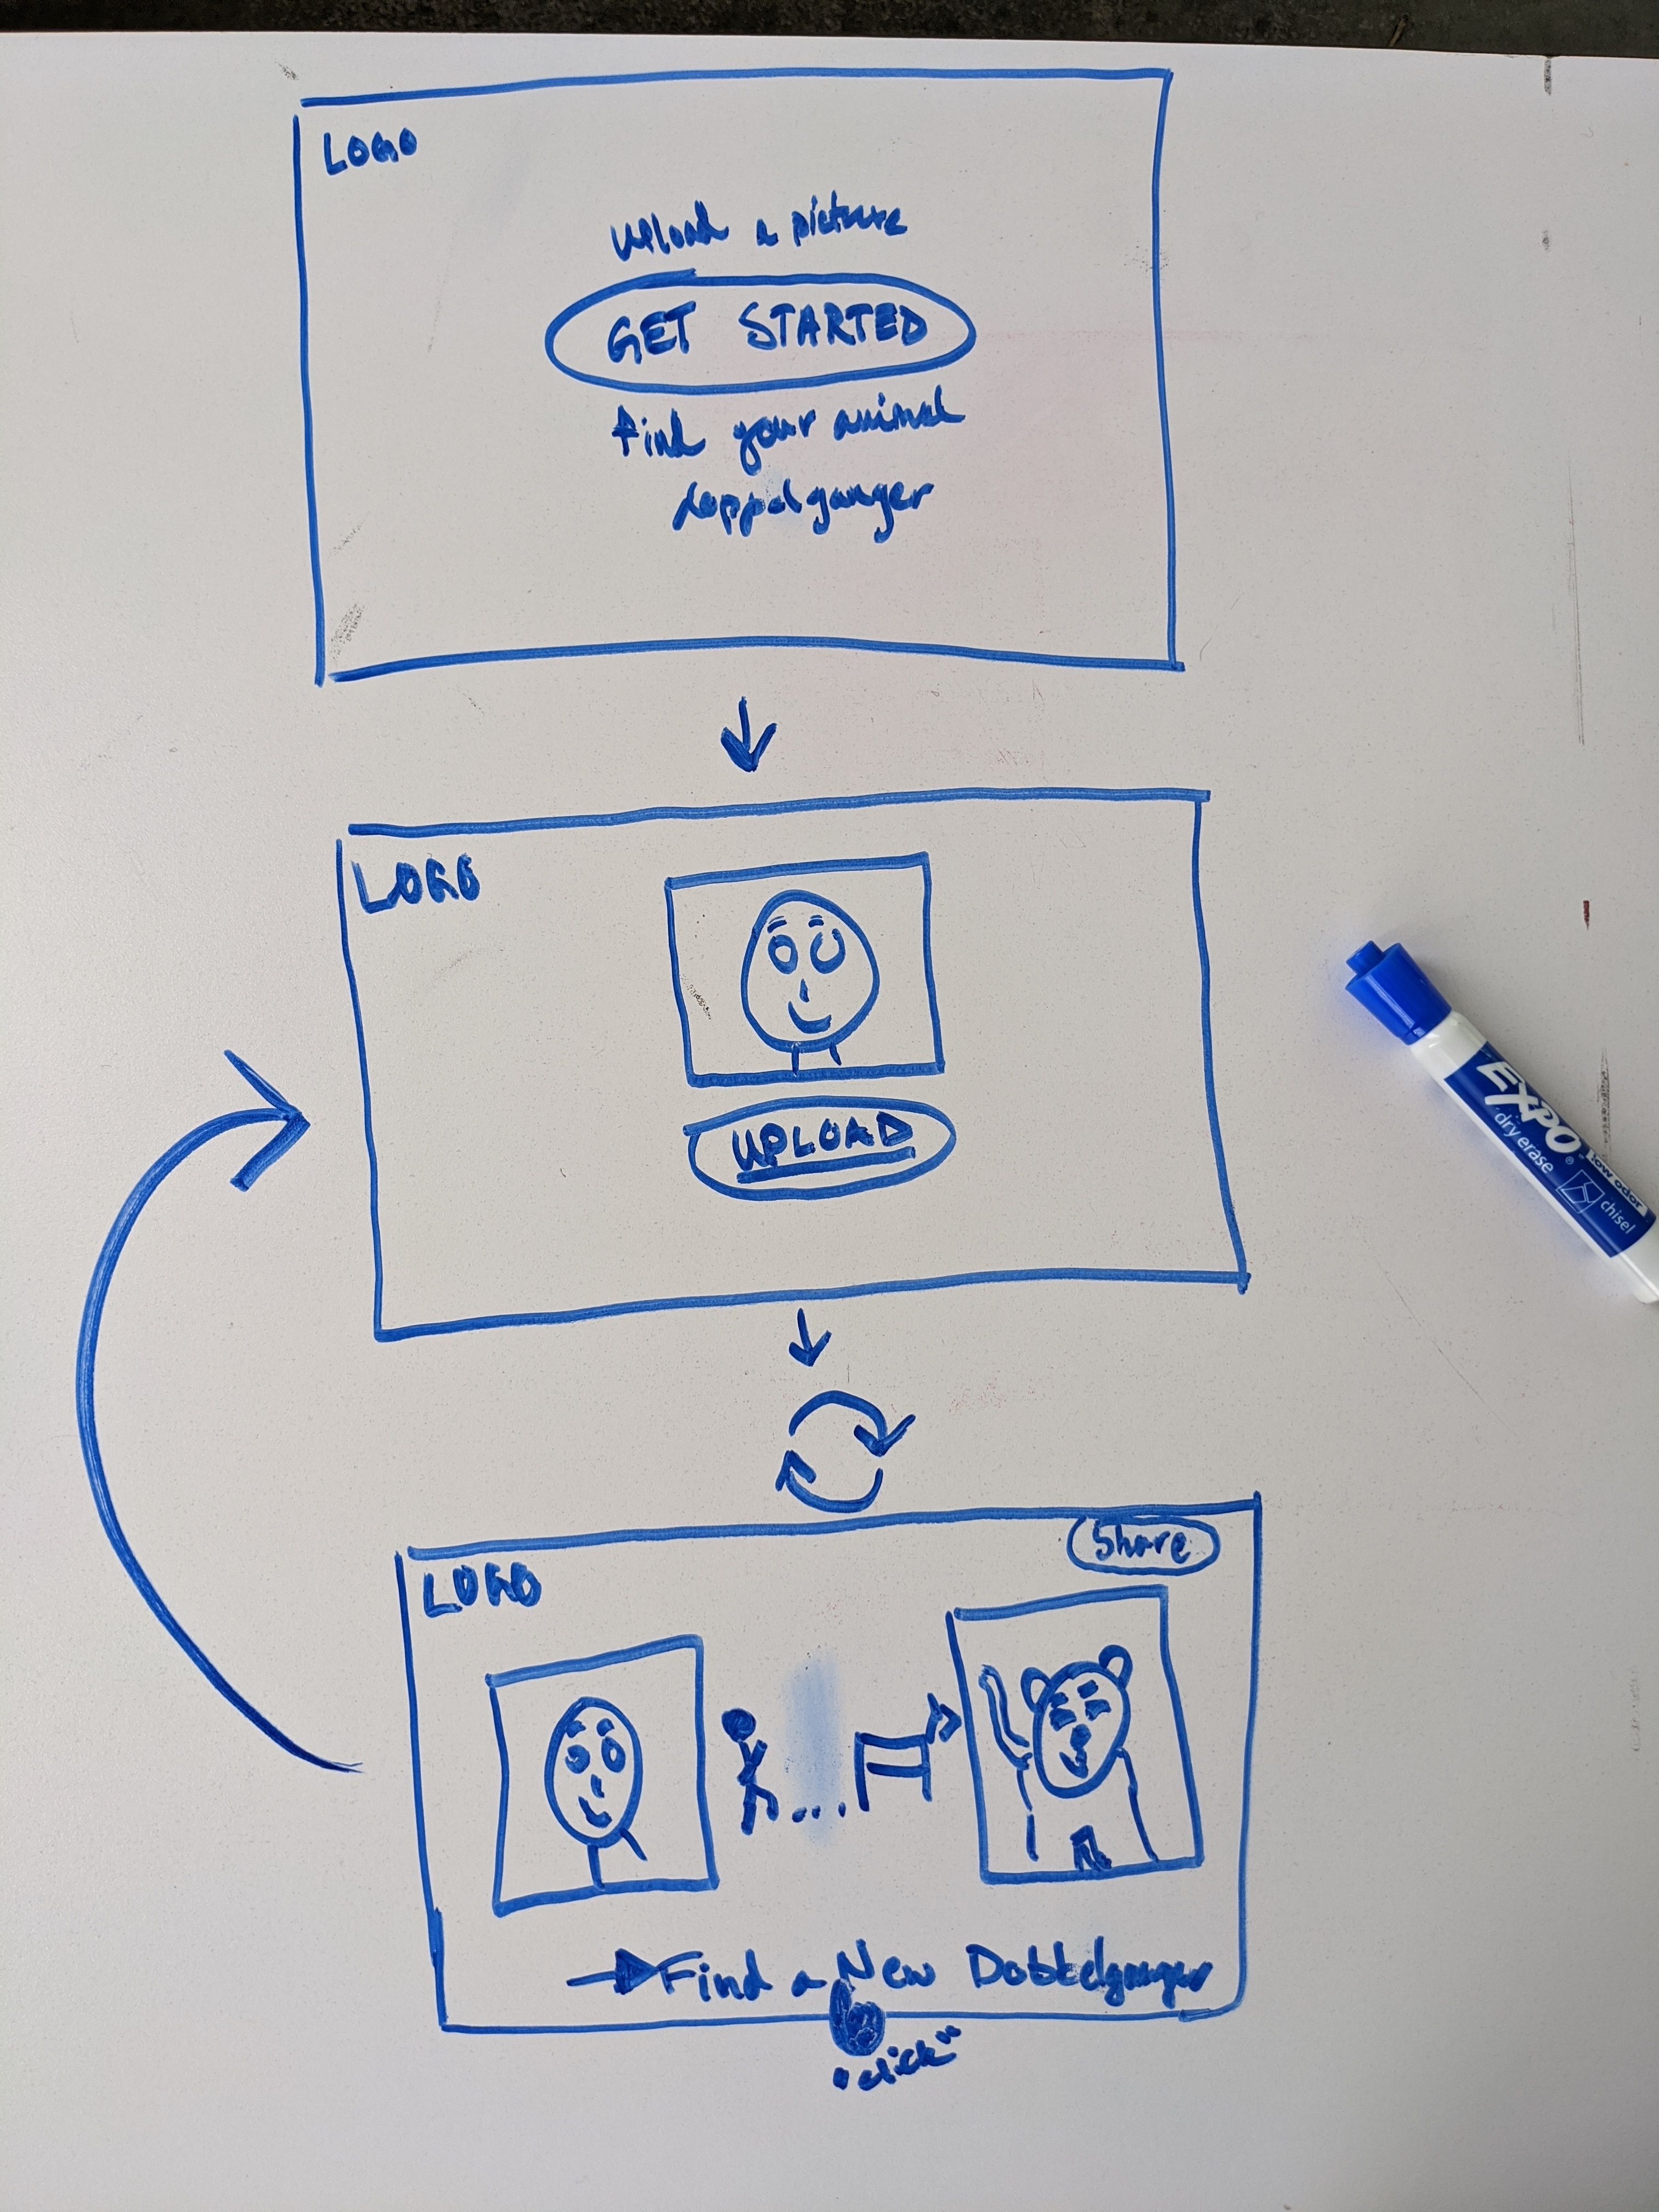 LOGO
Upload a picture
GET STARTED
find your animal
doppelganger
LOGO
UPLOAD
EXPO®
dry erase
low odor
chisel
Share
LOGO
Find a New Dobbelganger
"click"